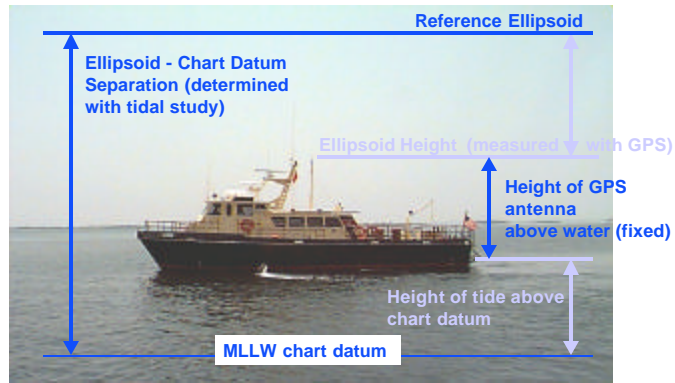 Reference Ellipsoid
Ellipsoid - Chart Datum
Separation (determined
with tidal study)
Ellipsoid Height (measured with GPS)
Height of GPS
antenna
above water (fixed)
Height of tide above
chart datum
MLLW chart datum